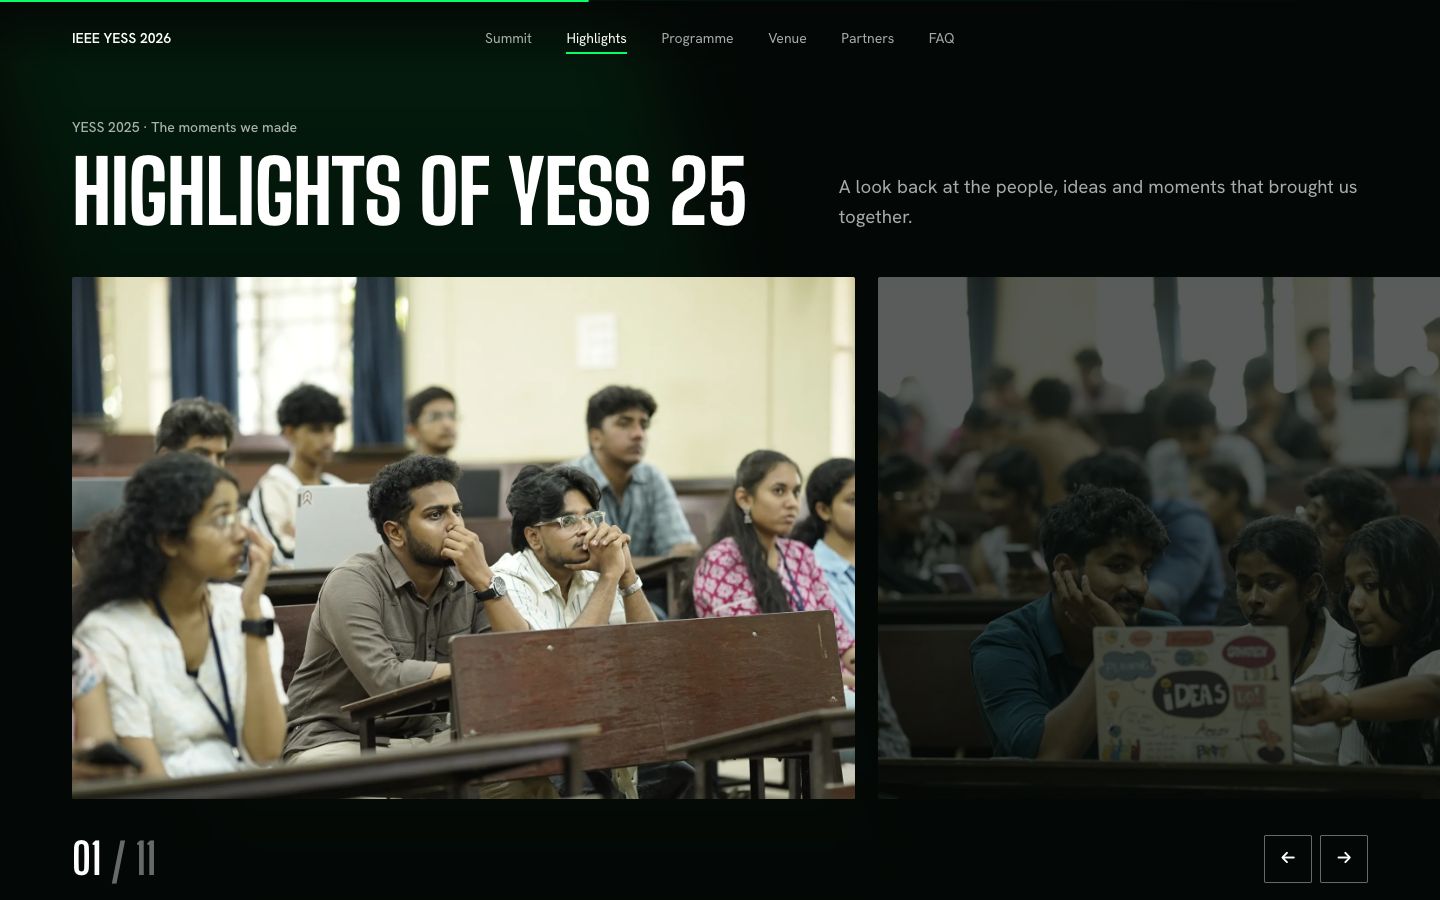 IEEE YESS 2026
Summit
Highlights
Programme
Venue
Partners
FAQ
YESS 2025 · The moments we made
HIGHLIGHTS OF YESS 25
A look back at the people, ideas and moments that brought us
together.
iDEAS
01 / 11
← →